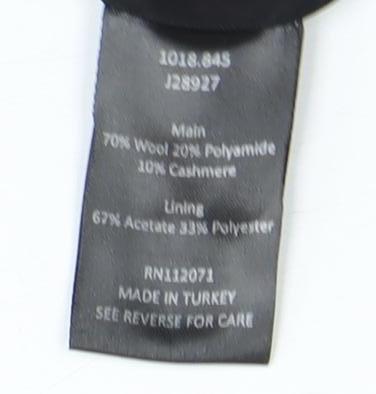 1018.845
J28927
Main
70% Wool 20% Polyamide
10% Cashmere
Lining
67% Acetate 33% Polyester
RN112071
MADE IN TURKEY
SEE REVERSE FOR CARE